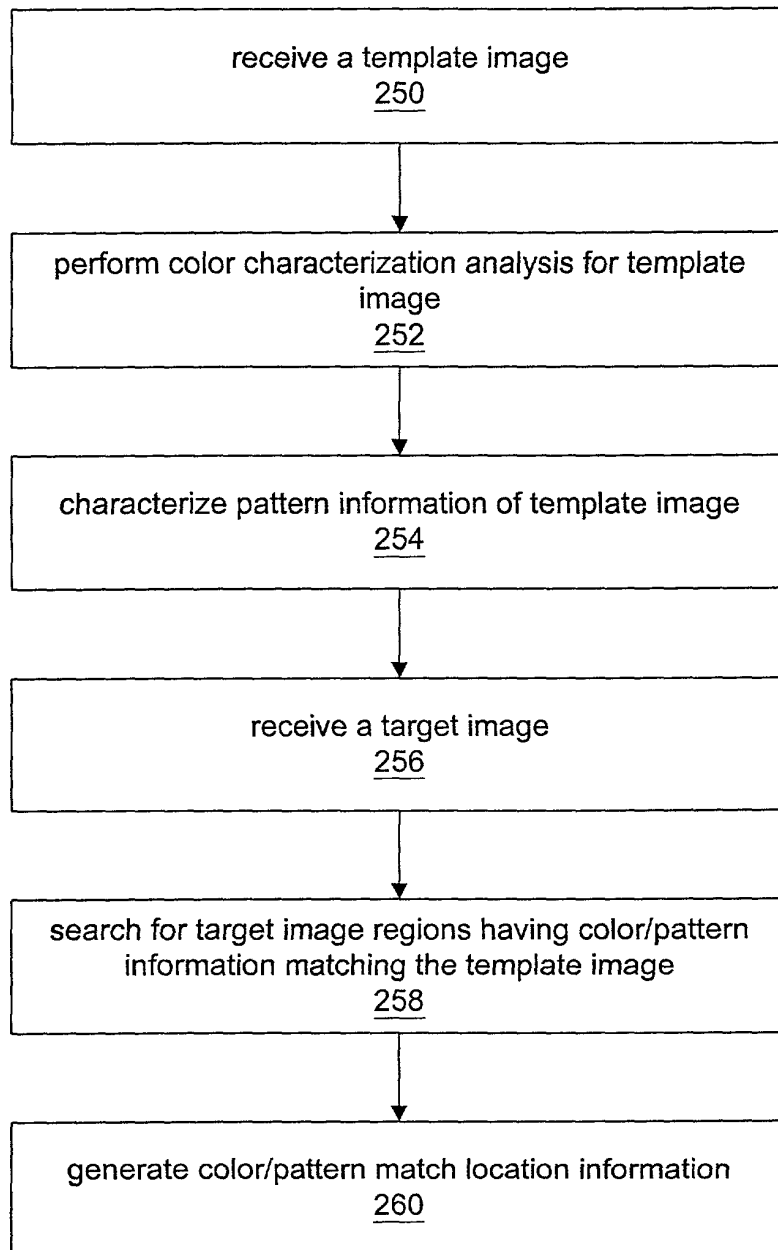 receive a template image
250
perform color characterization analysis for template
image
252
characterize pattern information of template image
254
receive a target image
256
search for target image regions having color/pattern
information matching the template image
258
generate color/pattern match location information
260